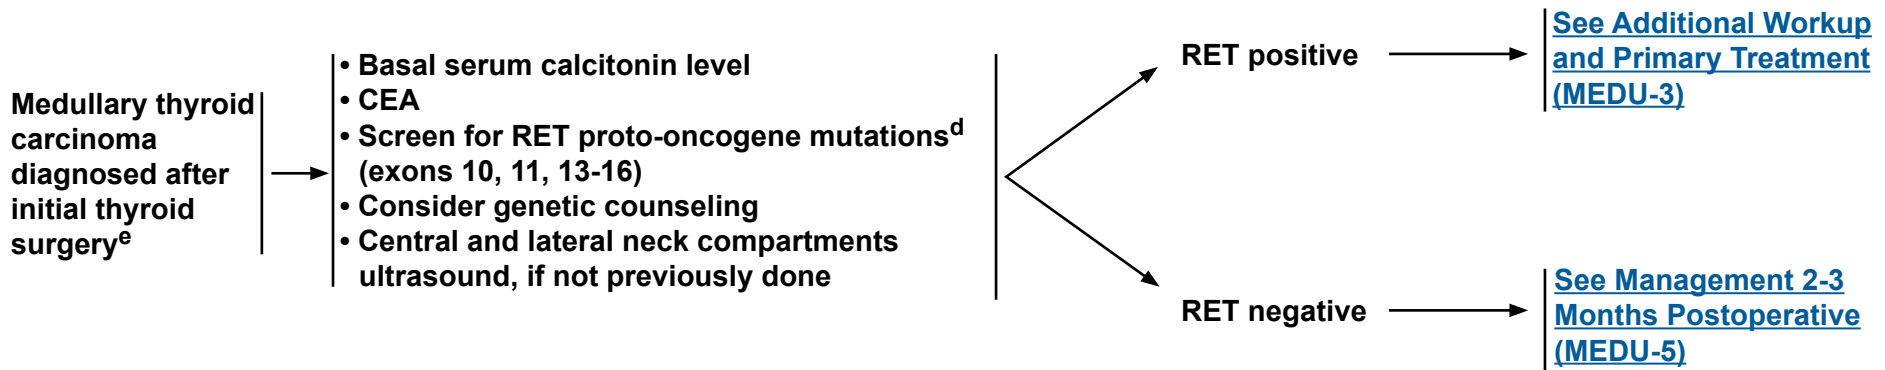 Medullary thyroid
carcinoma
diagnosed after
initial thyroid
surgerye
• Basal serum calcitonin level
• CEA
• Screen for RET proto-oncogene mutationsd
(exons 10, 11, 13-16)
• Consider genetic counseling
• Central and lateral neck compartments
ultrasound, if not previously done
RET positive
See Additional Workup
and Primary Treatment
(MEDU-3)
RET negative
See Management 2-3
Months Postoperative
(MEDU-5)